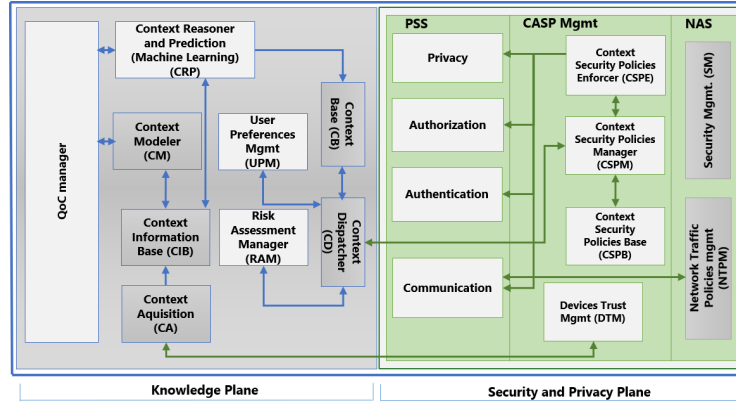 QoC manager
Context Reasoner
and Prediction
(Machine Learning)
(CRP)
Context
Modeler
(CM)
Context
Information
Base (CIB)
Context
Aquisition
(CA)
User
Preferences
Mgmt
(UPM)
Risk
Assessment
Manager
(RAM)
Context
Base (CB)
Context
Dispatcher
(CD)
Knowledge Plane
PSS
CASP Mgmt
NAS
Privacy
Authorization
Authentication
Communication
Context
Security Policies
Enforcer (CSPE)
Context
Security Policies
Manager
(CSPM)
Context
Security
Policies Base
(CSPB)
Devices Trust
Mgmt (DTM)
Security Mgmt. (SM)
Network Traffic
Policies mgmt
(NTPM)
Security and Privacy Plane